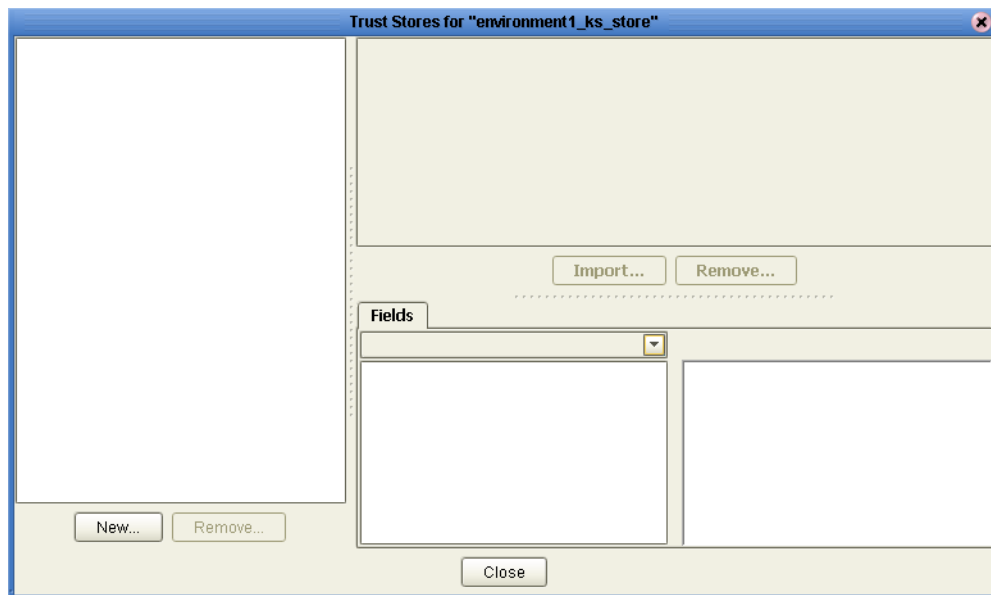 Trust Stores for "environment1_ks_store"
Import... Remove...
Fields
New... Remove...
Close